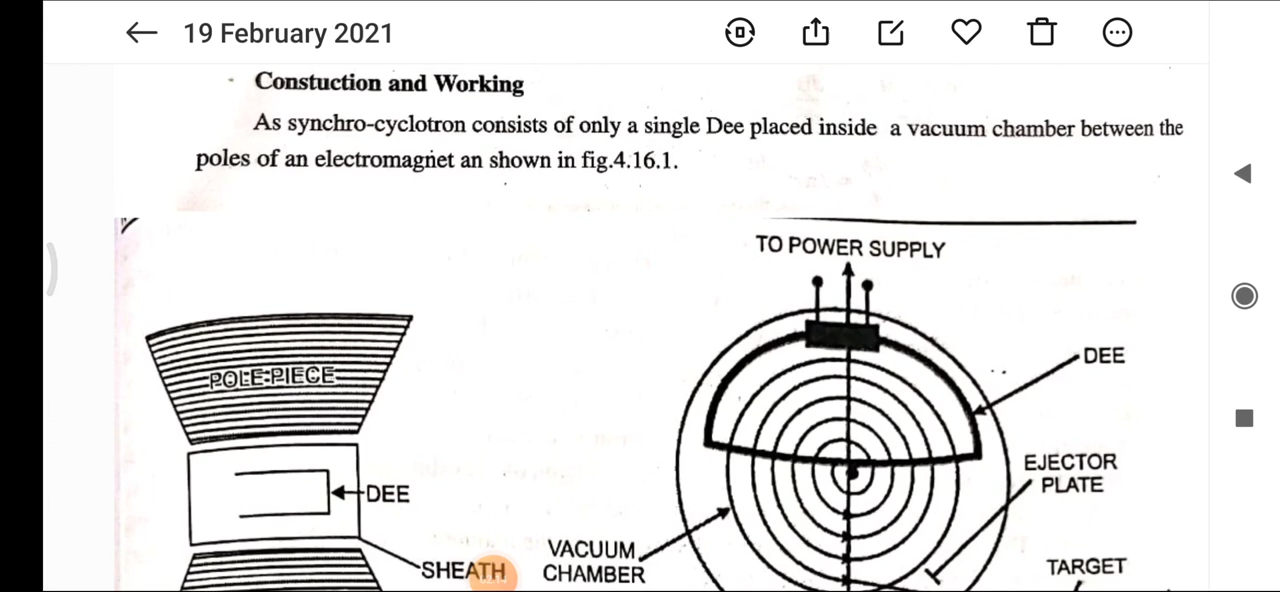 19 February 2021
Constuction and Working
As synchro-cyclotron consists of only a single Dee placed inside a vacuum chamber between the
poles of an electromagnet an shown in fig.4.16.1.
TO POWER SUPPLY
POLE-PIECE
DEE
DEE
EJECTOR
PLATE
VACUUM
CHAMBER
SHEATH
TARGET